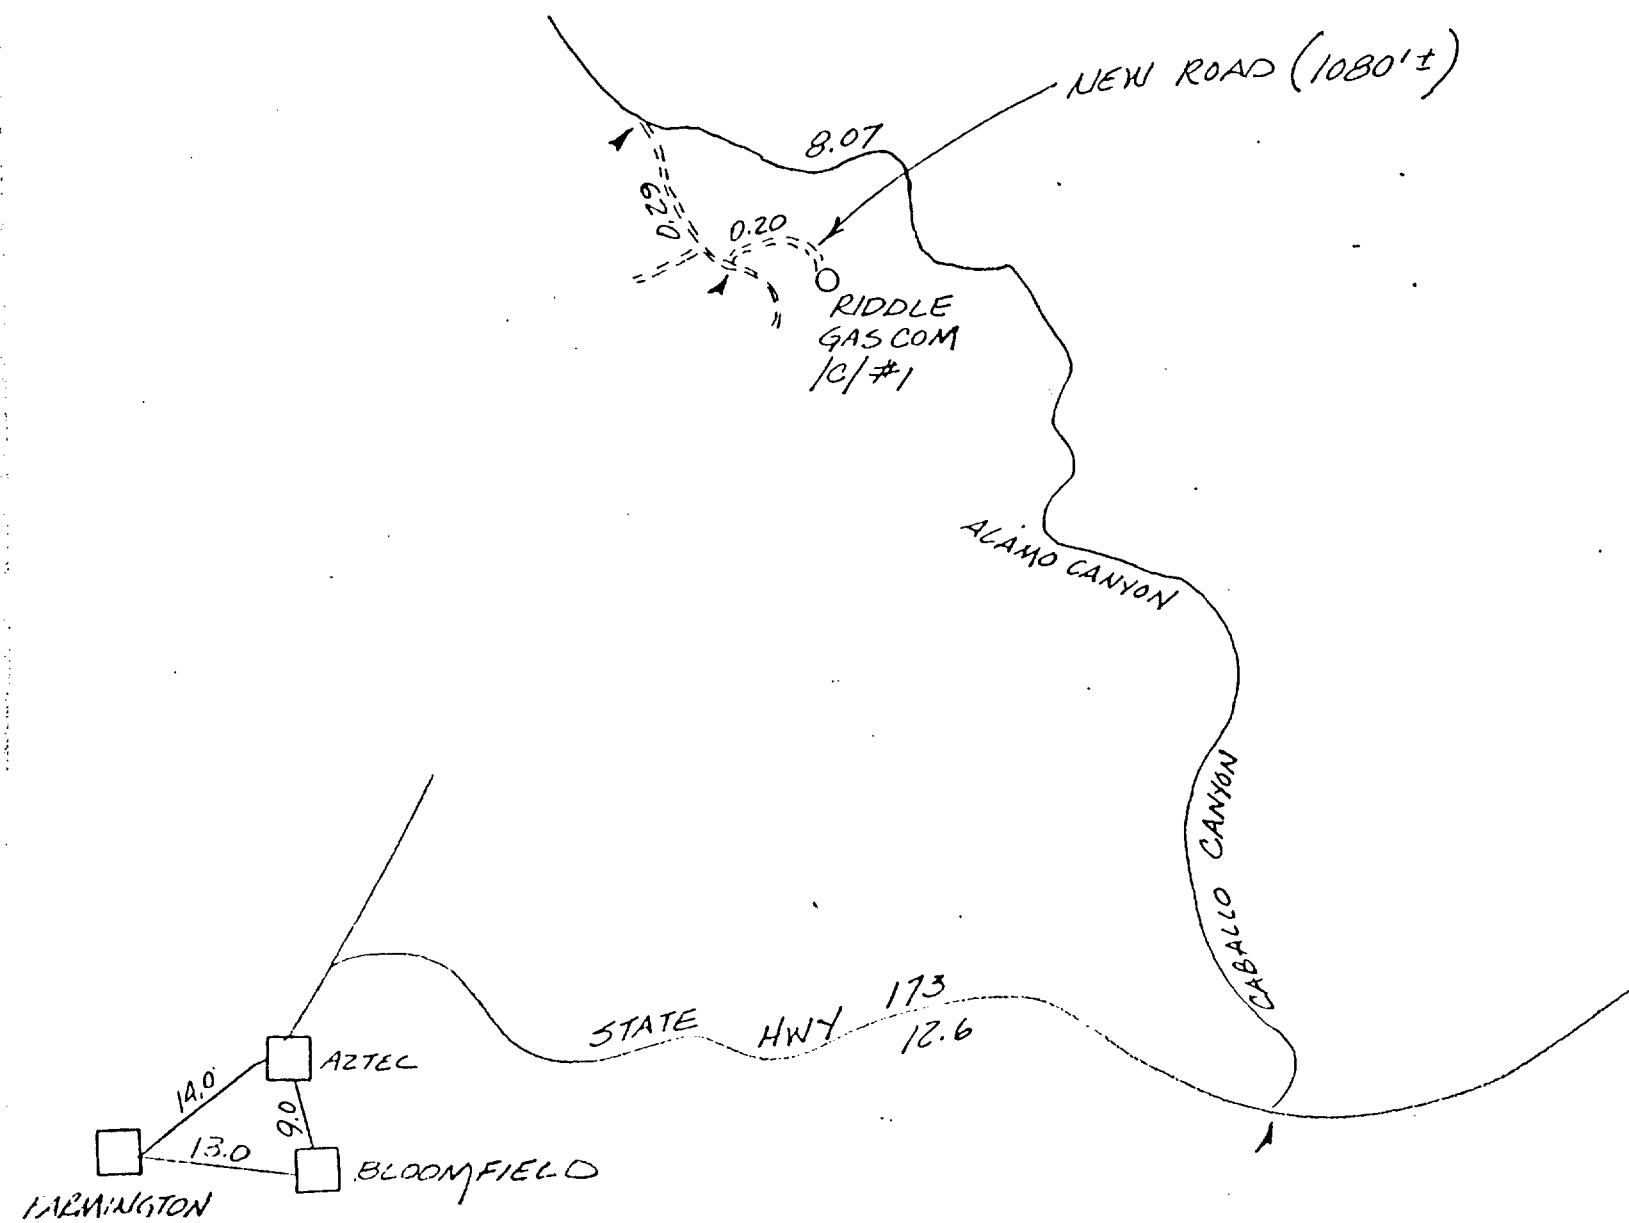 NEW ROAD (1080'±)
8.07
0.29
0.20
RIDDLE
GAS COM
/C/ #1
ALAMO CANYON
CABALLO CANYON
STATE HWY 173
12.6
AZTEC
14.0
9.0
13.0
BLOOMFIELD
FARMINGTON